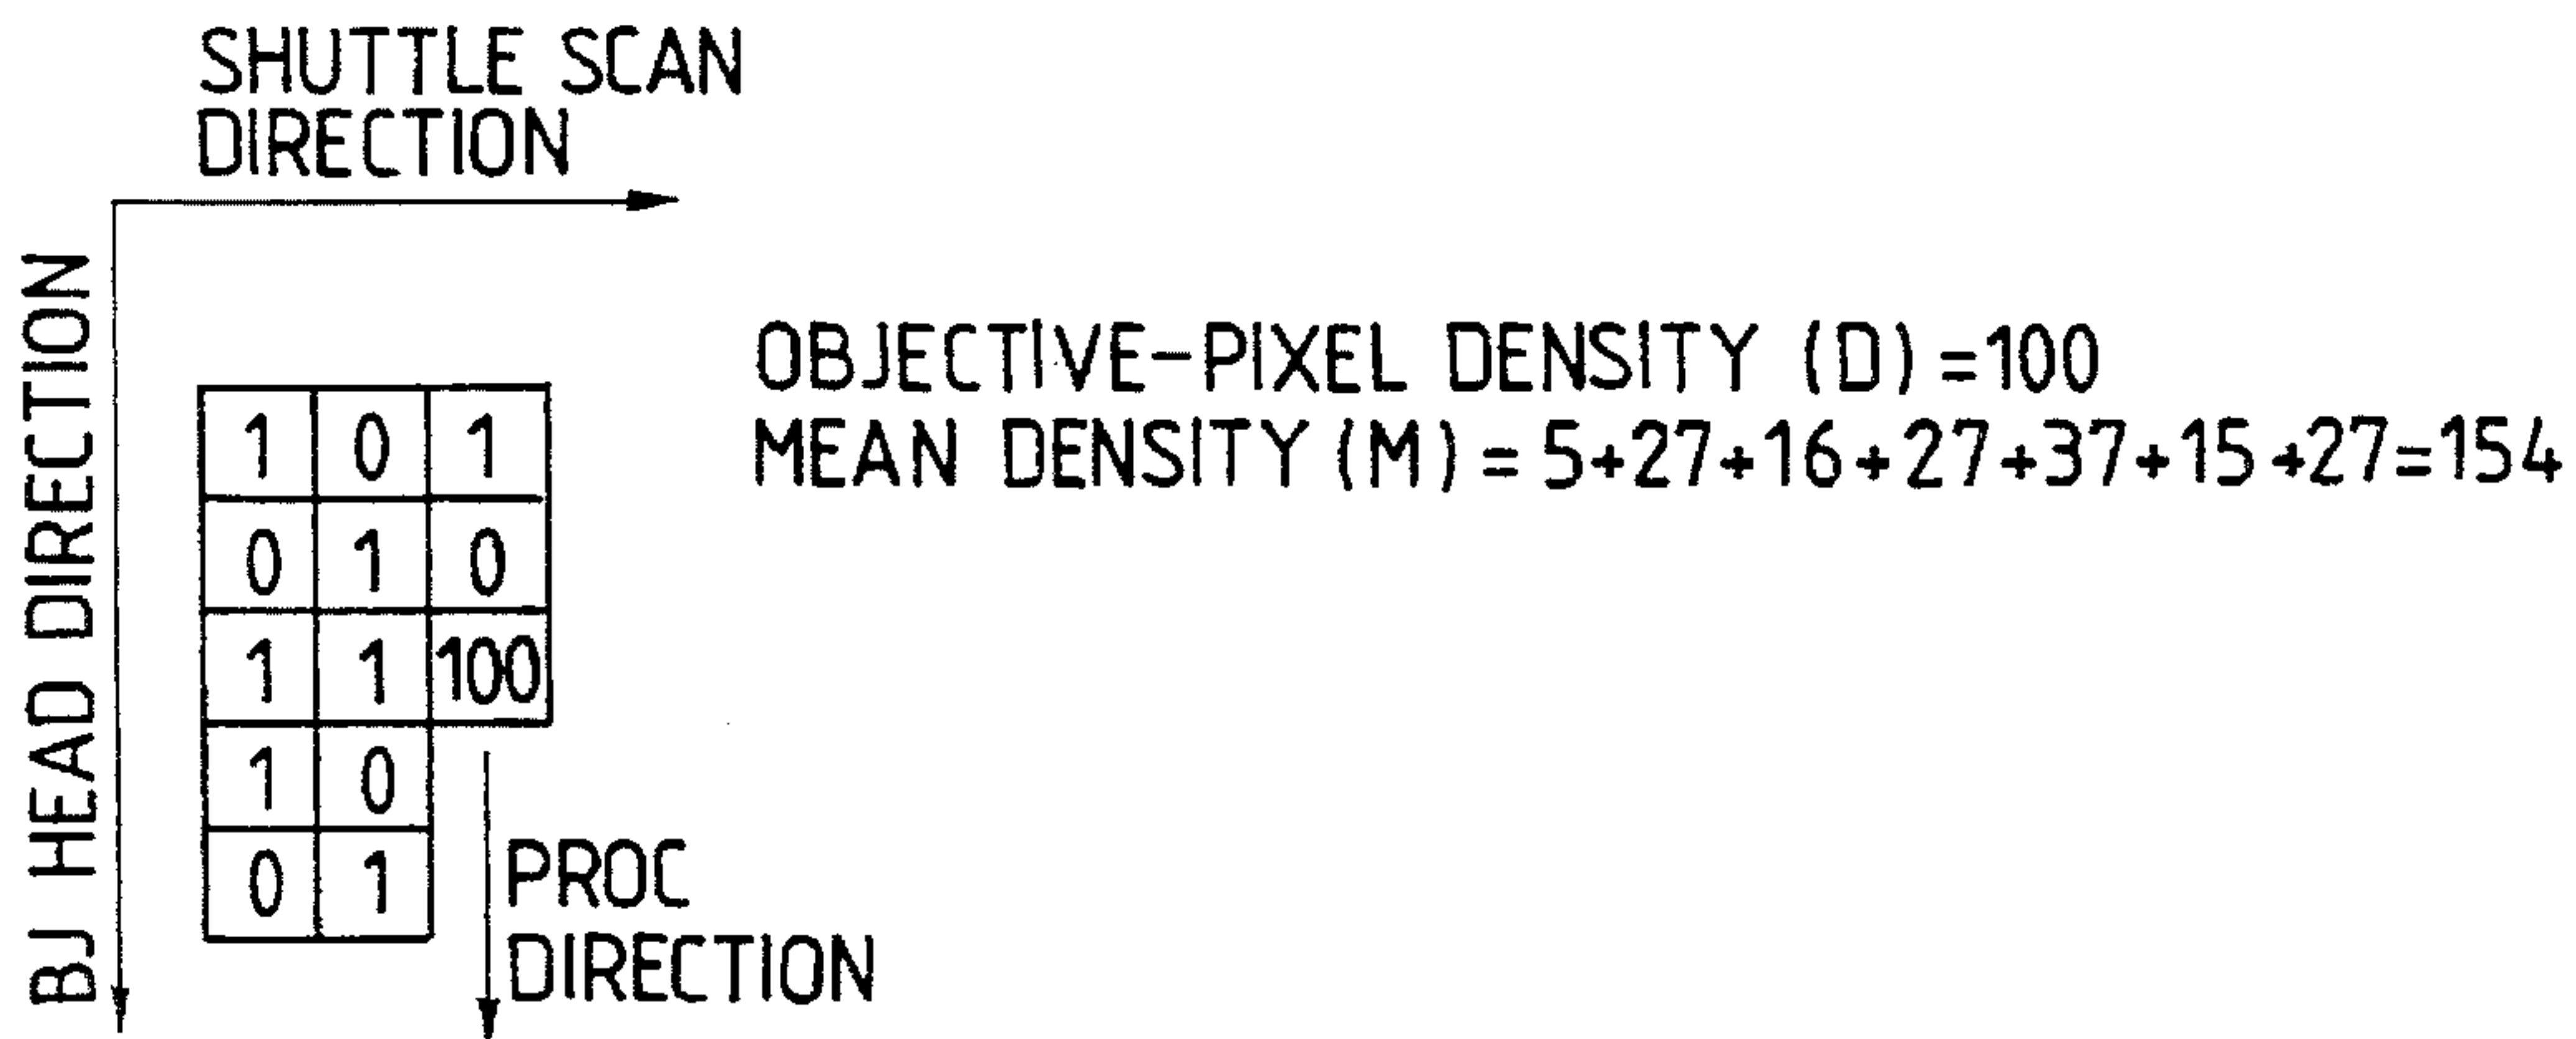 SHUTTLE SCAN
DIRECTION
BJ HEAD DIRECTION
OBJECTIVE-PIXEL DENSITY (D) =100
MEAN DENSITY (M) = 5+27+16+27+37+15+27=154
1 0 1
0 1 0
1 1 100
1 0
0 1
PROC
DIRECTION